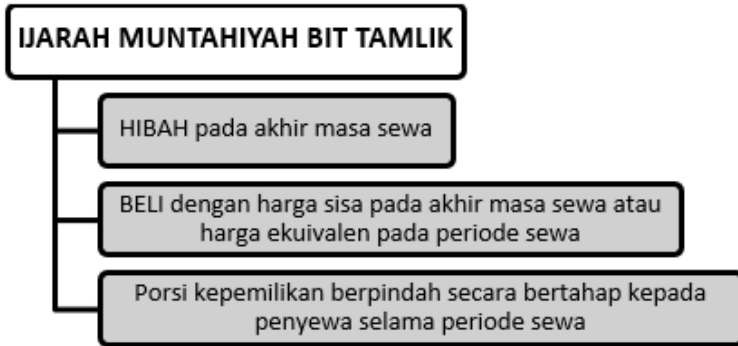 IJARAH MUNTAHIYAH BIT TAMLIK
HIBAH pada akhir masa sewa
BELI dengan harga sisa pada akhir masa sewa atau
harga ekuivalen pada periode sewa
Porsi kepemilikan berpindah secara bertahap kepada
penyewa selama periode sewa